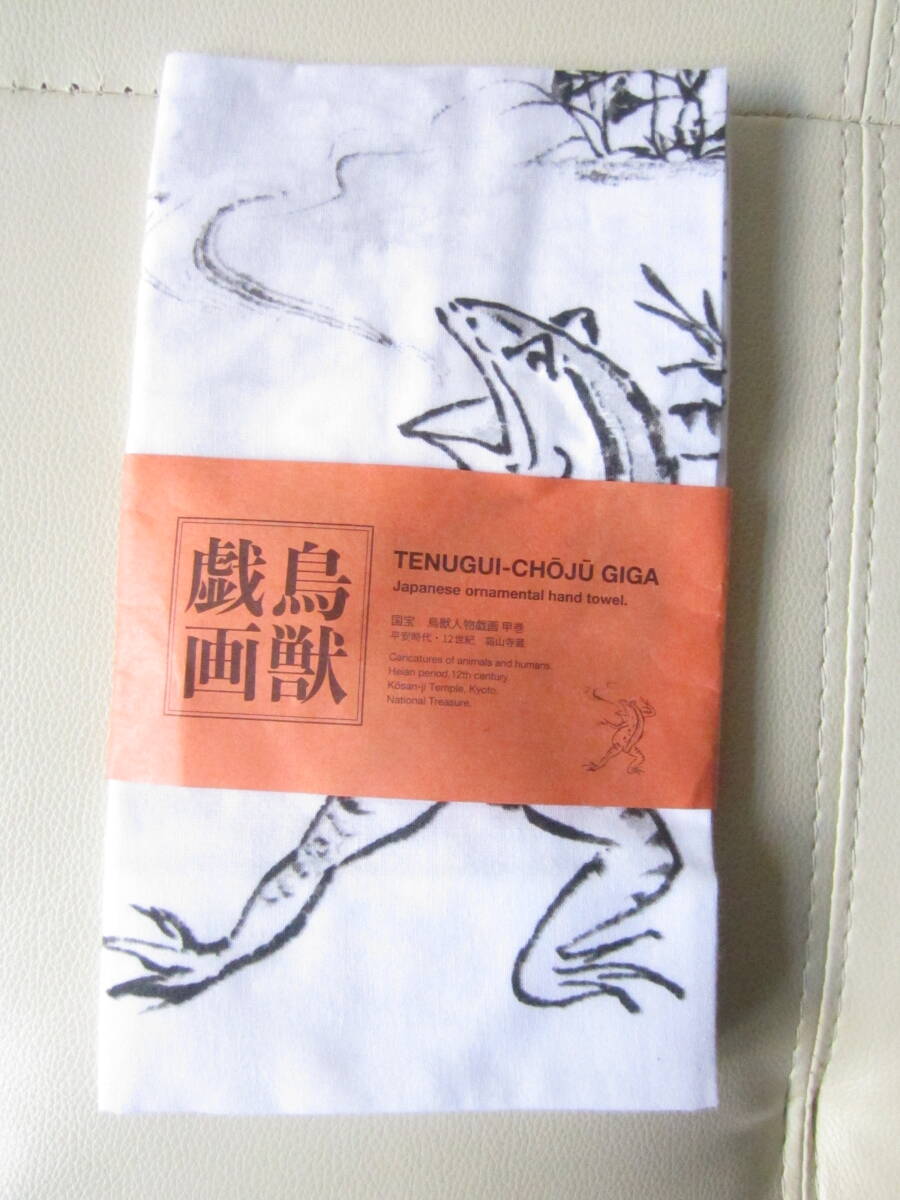 鳥獣
戯画
TENUGUI-CHŌJŪ GIGA
Japanese ornamental hand towel.
国宝　鳥獣人物戯画 甲巻
平安時代・12世紀　高山寺蔵
Caricatures of animals and humans.
Heian period,12th century.
Kōsan-ji Temple, Kyoto.
National Treasure.